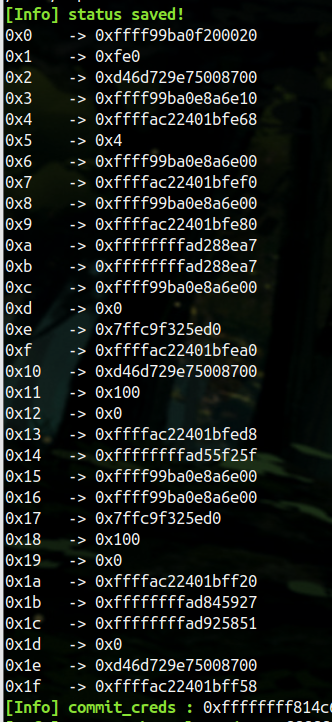 [Info] status saved!
0x0 -> 0xffff99ba0f200020
0x1 -> 0xfe0
0x2 -> 0xd46d729e75008700
0x3 -> 0xffff99ba0e8a6e10
0x4 -> 0xffffac22401bfe68
0x5 -> 0x4
0x6 -> 0xffff99ba0e8a6e00
0x7 -> 0xffffac22401bfef0
0x8 -> 0xffff99ba0e8a6e00
0x9 -> 0xffffac22401bfe80
0xa -> 0xffffffffad288ea7
0xb -> 0xffffffffad288ea7
0xc -> 0xffff99ba0e8a6e00
0xd -> 0x0
0xe -> 0x7ffc9f325ed0
0xf -> 0xffffac22401bfea0
0x10 -> 0xd46d729e75008700
0x11 -> 0x100
0x12 -> 0x0
0x13 -> 0xffffac22401bfed8
0x14 -> 0xffffffffad55f25f
0x15 -> 0xffff99ba0e8a6e00
0x16 -> 0xffff99ba0e8a6e00
0x17 -> 0x7ffc9f325ed0
0x18 -> 0x100
0x19 -> 0x0
0x1a -> 0xffffac22401bff20
0x1b -> 0xffffffffad845927
0x1c -> 0xffffffffad925851
0x1d -> 0x0
0x1e -> 0xd46d729e75008700
0x1f -> 0xffffac22401bff58
[Info] commit_creds : 0xffffffff814c